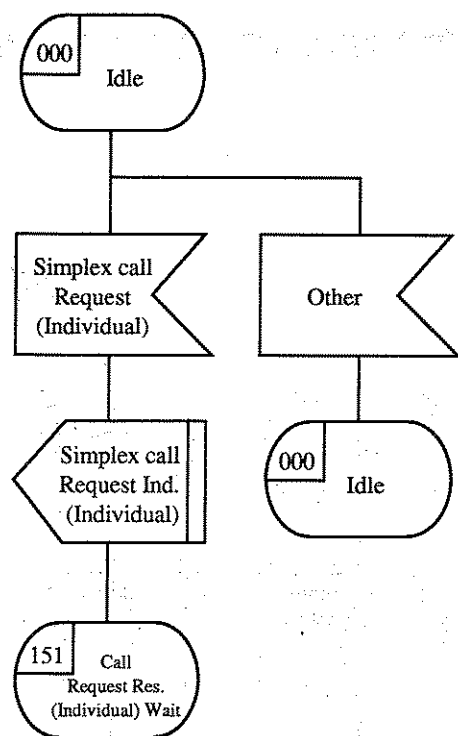 000
Idle
Simplex call
Request
(Individual)
Other
Simplex call
Request Ind.
(Individual)
000
Idle
151
Call
Request Res.
(Individual) Wait